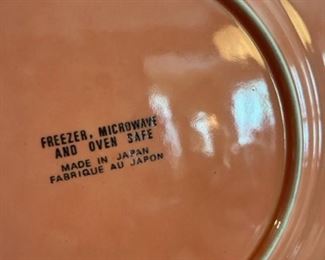 FREEZER, MICROWAVE
AND OVEN SAFE
MADE IN JAPAN
FABRIQUE AU JAPON